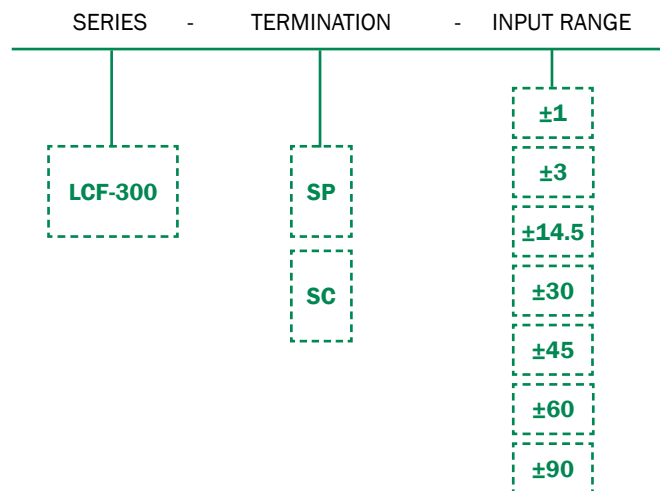 SERIES - TERMINATION - INPUT RANGE
±1
LCF-300 SP ±3
±14.5
SC ±30
±45
±60
±90